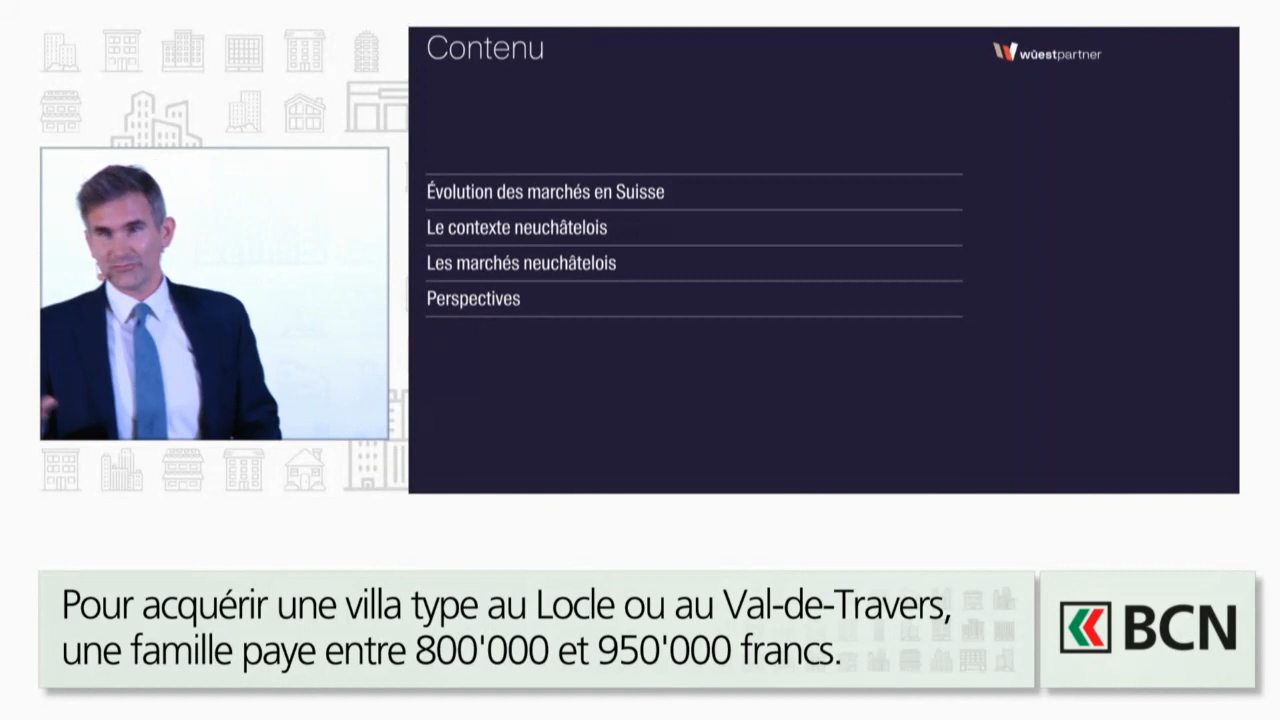 Contenu
wüestpartner
Évolution des marchés en Suisse
Le contexte neuchâtelois
Les marchés neuchâtelois
Perspectives
Pour acquérir une villa type au Locle ou au Val-de-Travers,
une famille paye entre 800'000 et 950'000 francs.
BCN